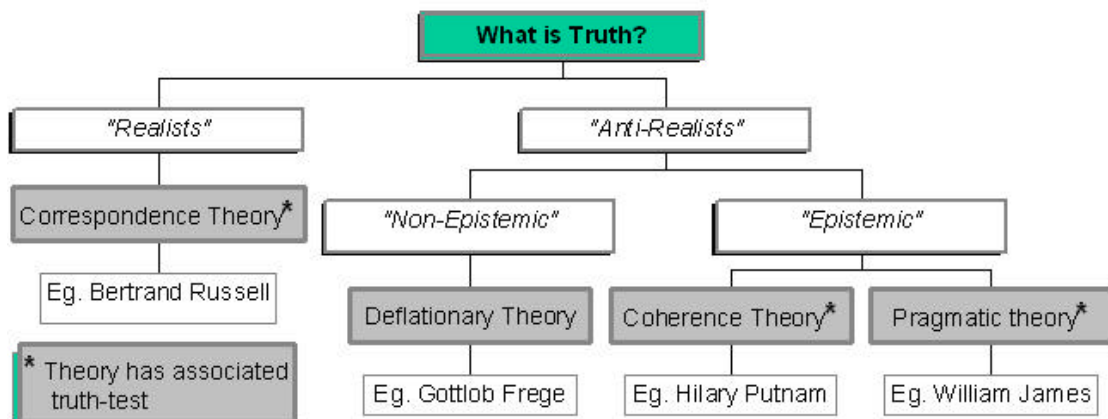 What is Truth?
"Realists"
"Anti-Realists"
Correspondence Theory*
"Non-Epistemic"
"Epistemic"
Eg. Bertrand Russell
Deflationary Theory
Coherence Theory*
Pragmatic theory*
* Theory has associated
truth-test
Eg. Gottlob Frege
Eg. Hilary Putnam
Eg. William James